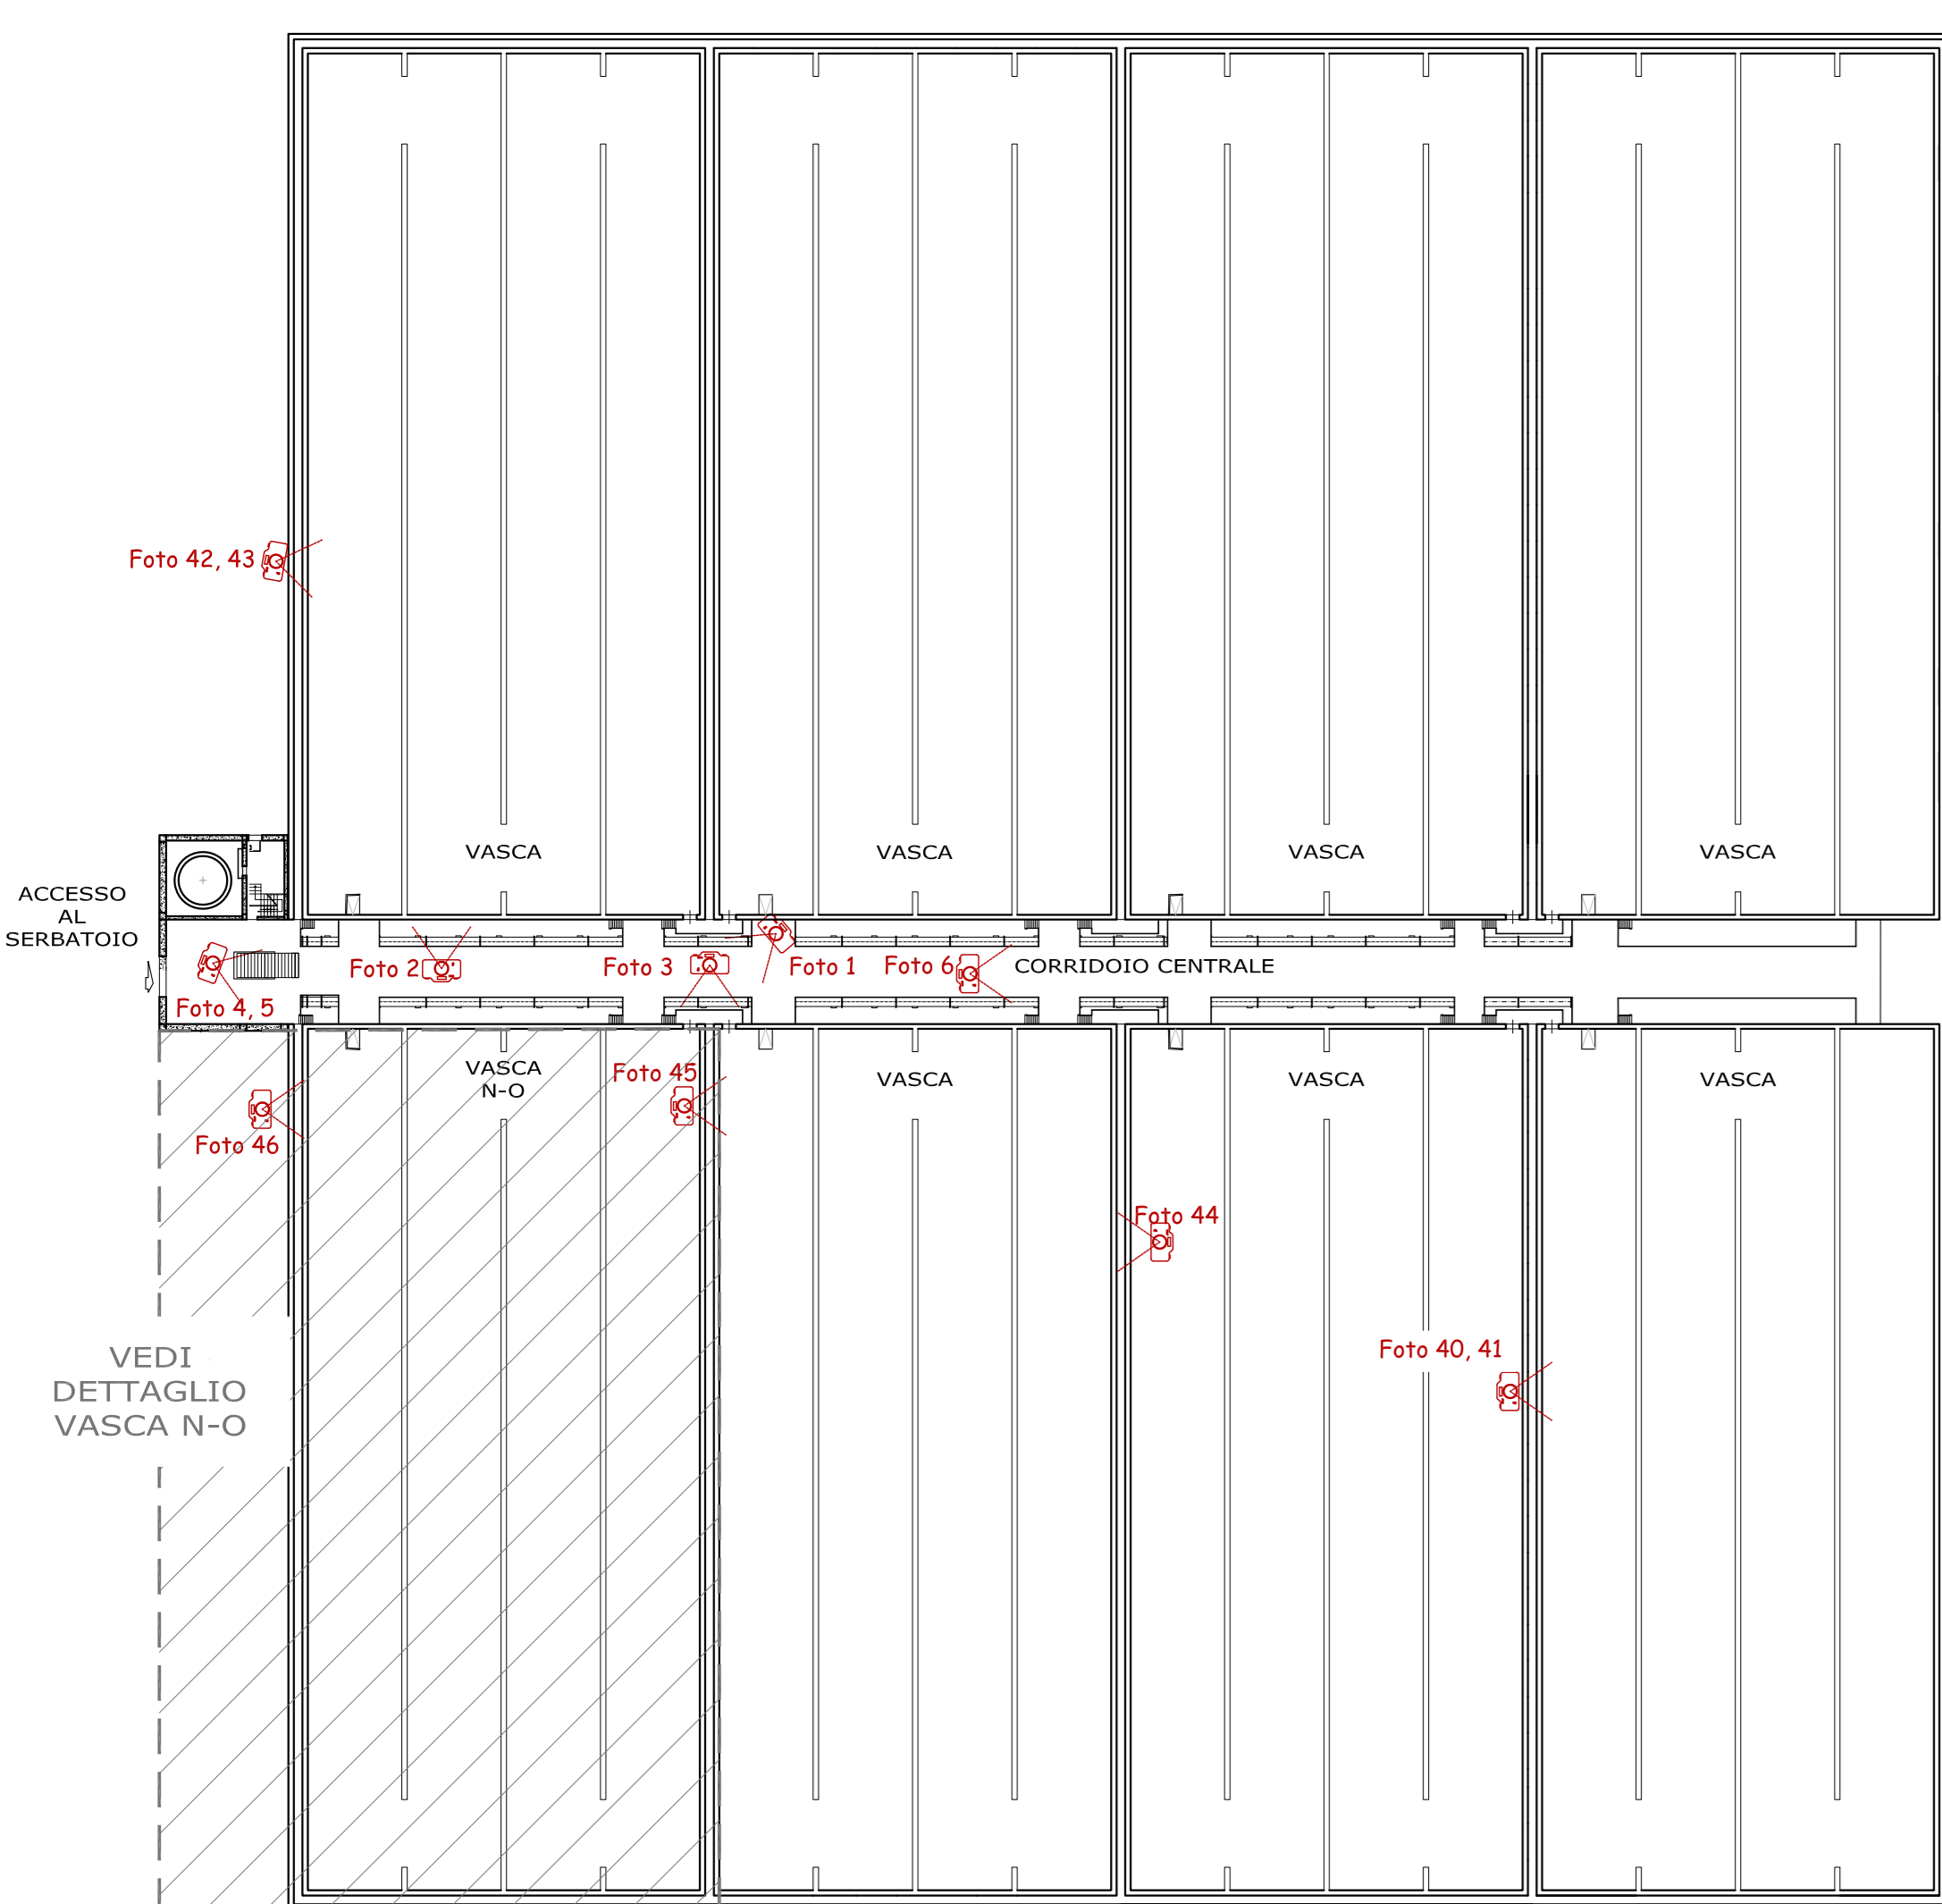 Foto 42, 43
VASCA
VASCA
VASCA
VASCA
ACCESSO
AL
SERBATOIO
Foto 2
Foto 3
Foto 1
Foto 6
CORRIDOIO CENTRALE
Foto 4, 5
VASCA
N-O
Foto 45
VASCA
VASCA
VASCA
Foto 46
Foto 44
Foto 40, 41
VEDI
DETTAGLIO
VASCA N-O